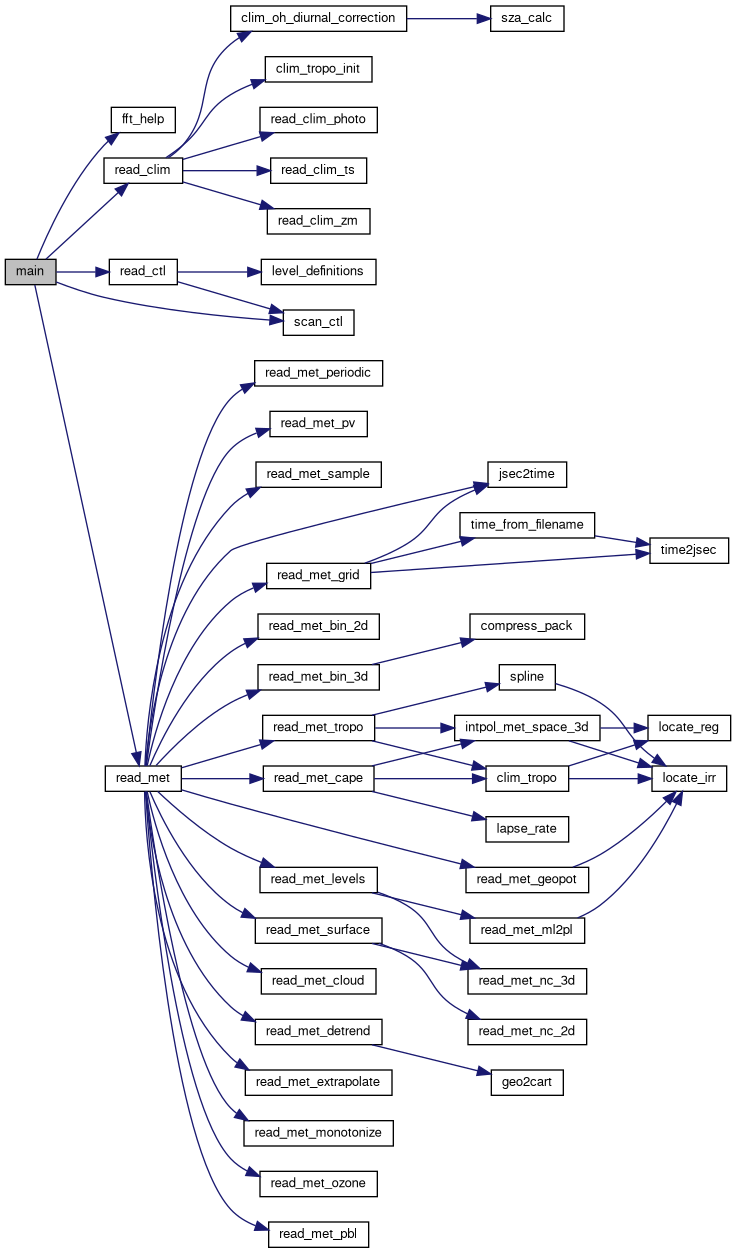 clim_oh_diurnal_correction
sza_calc
clim_tropo_init
fft_help
read_clim_photo
read_clim
read_clim_ts
read_clim_zm
main
read_ctl
level_definitions
scan_ctl
read_met_periodic
read_met_pv
read_met_sample
jsec2time
time_from_filename
time2jsec
read_met_grid
read_met_bin_2d
compress_pack
read_met_bin_3d
spline
read_met_tropo
intpol_met_space_3d
locate_reg
read_met
read_met_cape
clim_tropo
locate_irr
lapse_rate
read_met_levels
read_met_geopot
read_met_surface
read_met_ml2pl
read_met_cloud
read_met_nc_3d
read_met_detrend
read_met_nc_2d
read_met_extrapolate
geo2cart
read_met_monotonize
read_met_ozone
read_met_pbl